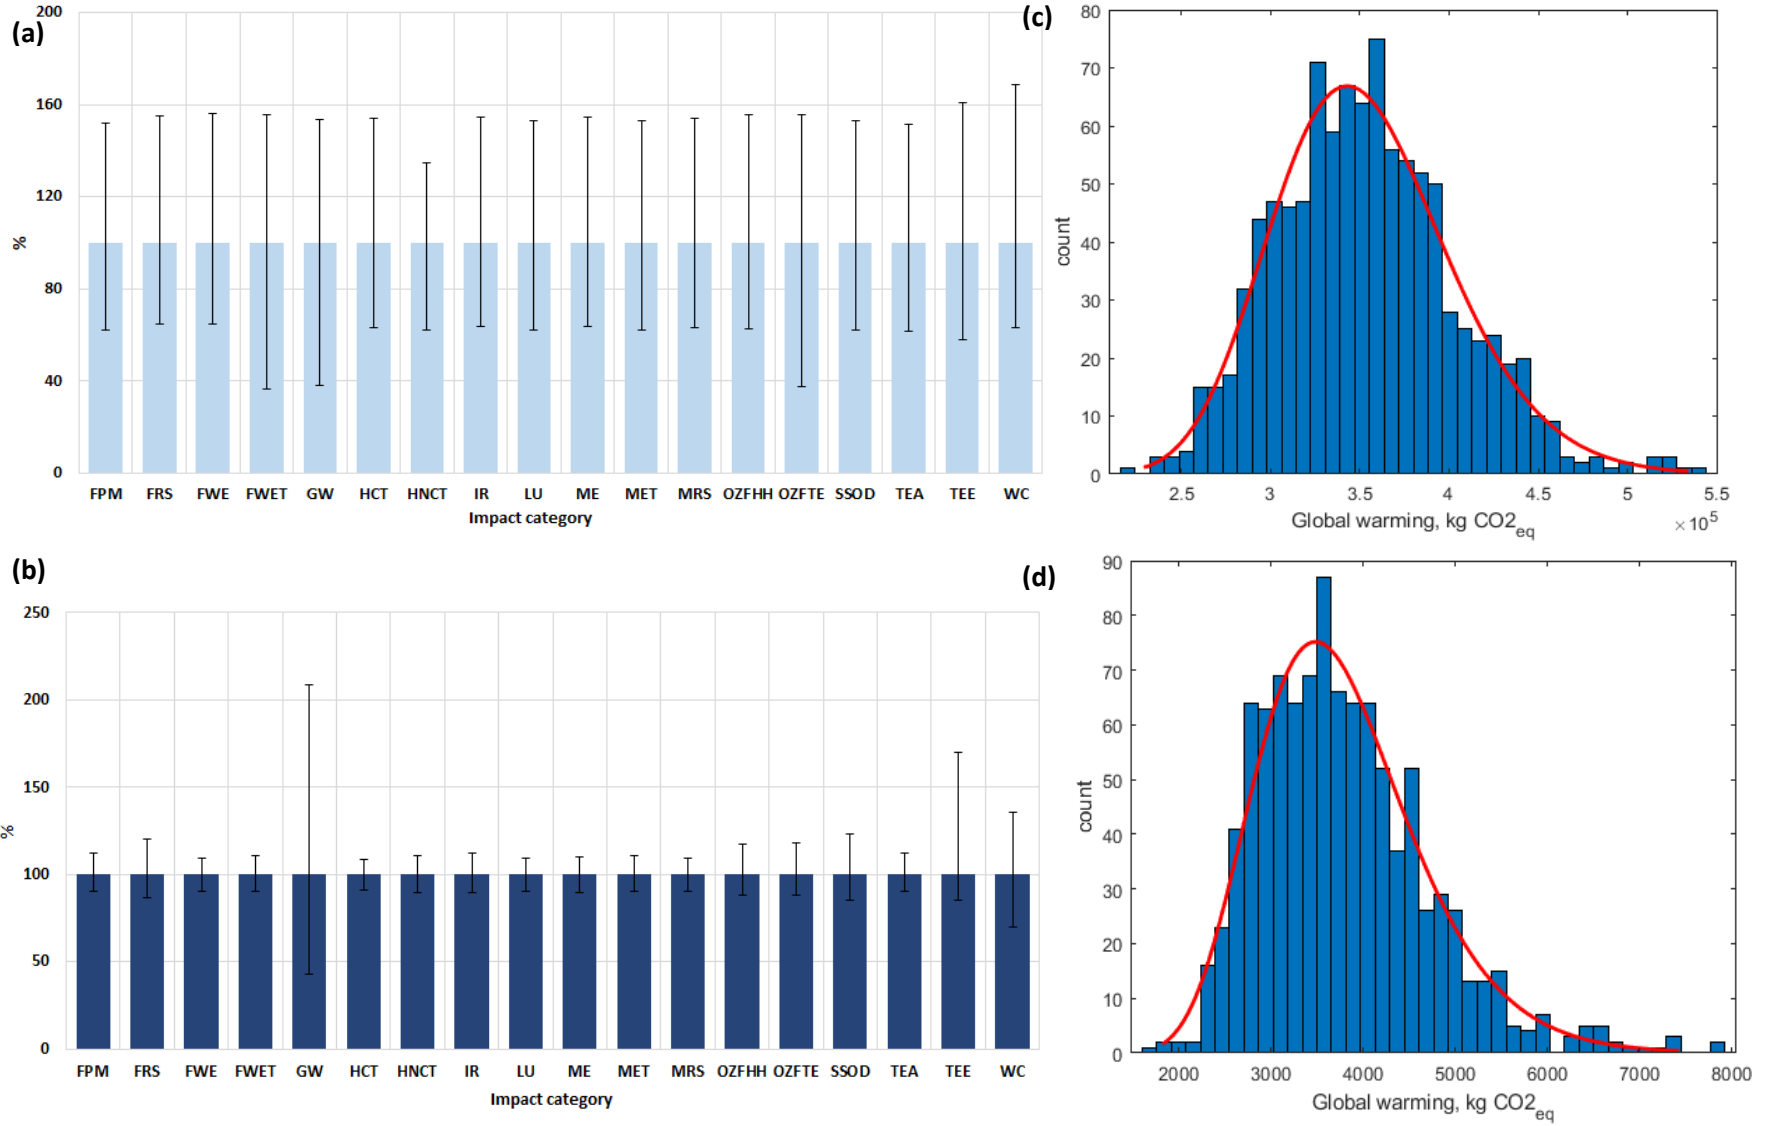 (a)
200
160
120
80
40
0
%
FPM FRS FWE FWET GW HCT HNCT IR LU ME MET MRS OZFHH OZFTE SSOD TEA TEE WC
Impact category
(c)
80
70
60
50
40
30
20
10
0
count
2.5 3 3.5 4 4.5 5 5.5
×10^5
Global warming, kg CO2eq
(b)
250
200
150
100
50
0
%
FPM FRS FWE FWET GW HCT HNCT IR LU ME MET MRS OZFHH OZFTE SSOD TEA TEE WC
Impact category
(d)
90
80
70
60
50
40
30
20
10
0
count
2000 3000 4000 5000 6000 7000 8000
Global warming, kg CO2eq